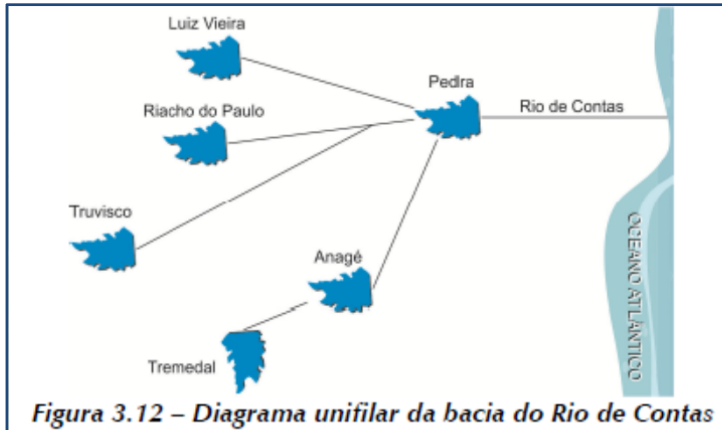 Luiz Vieira
Pedra
Riacho do Paulo
Rio de Contas
Truvisco
Anagé
Tremedal
OCEANO ATLÂNTICO
Figura 3.12 – Diagrama unifilar da bacia do Rio de Contas